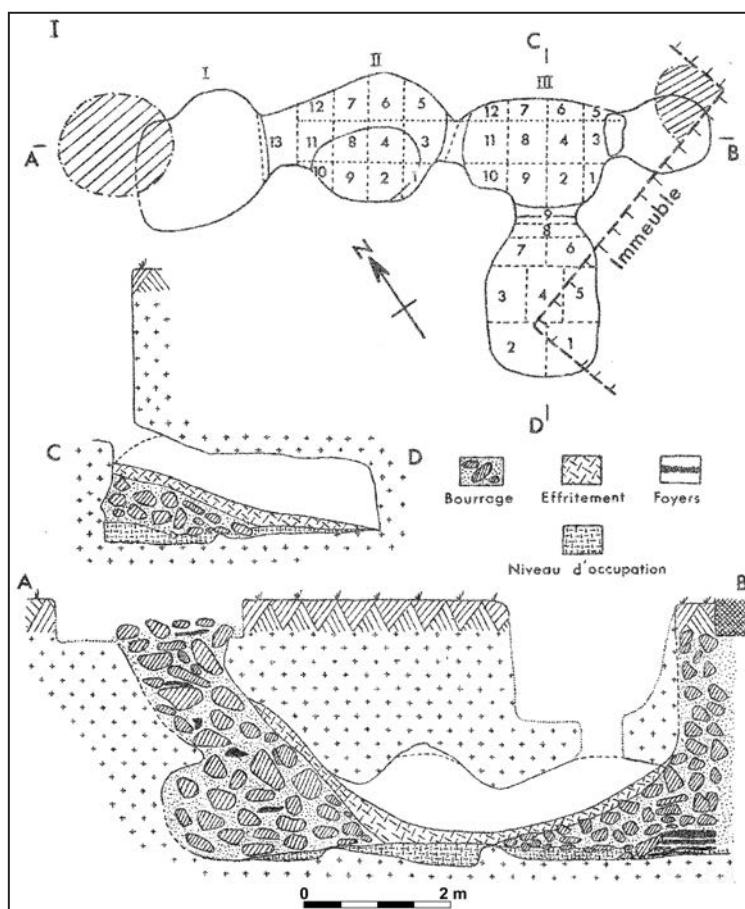 I
C
I II III
12 7 6 5
12 7 6 5
13 11 8 4 3
11 8 4 3
10 9 2 1
10 9 2 1
A B
9
8
7 6
3 4 5
2 1
N
Immeuble
D
C D
Bourrage Effritement Foyers
Niveau d'occupation
A B
0 2 m